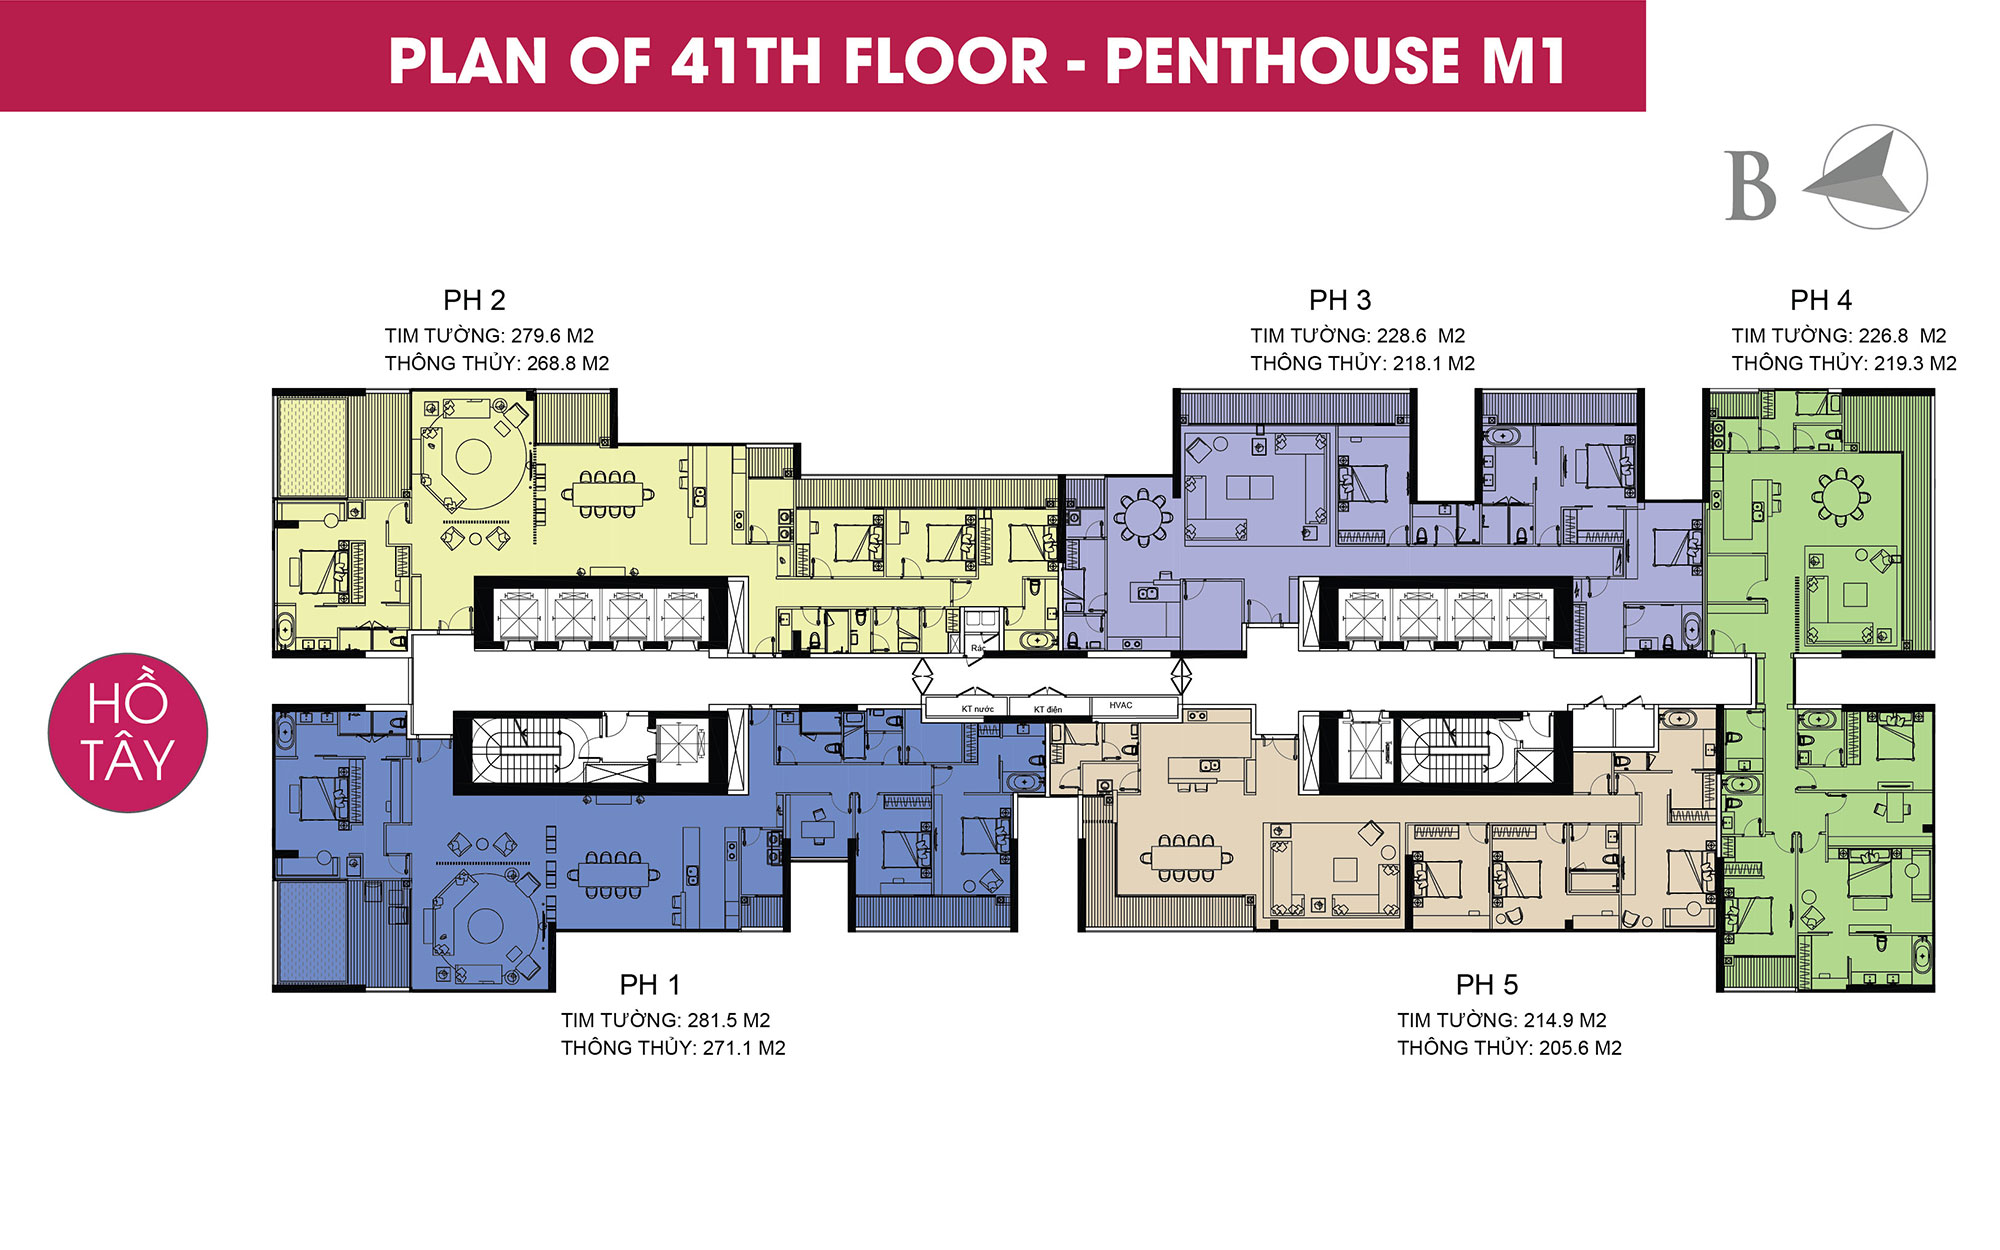 PLAN OF 41TH FLOOR - PENTHOUSE M1
B
PH 2
TIM TƯỜNG: 279.6 M2
THÔNG THỦY: 268.8 M2
PH 3
TIM TƯỜNG: 228.6 M2
THÔNG THỦY: 218.1 M2
PH 4
TIM TƯỜNG: 226.8 M2
THÔNG THỦY: 219.3 M2
Rác
HỒ
TÂY
KT nước
KT điện
HVAC
PH 1
TIM TƯỜNG: 281.5 M2
THÔNG THỦY: 271.1 M2
PH 5
TIM TƯỜNG: 214.9 M2
THÔNG THỦY: 205.6 M2